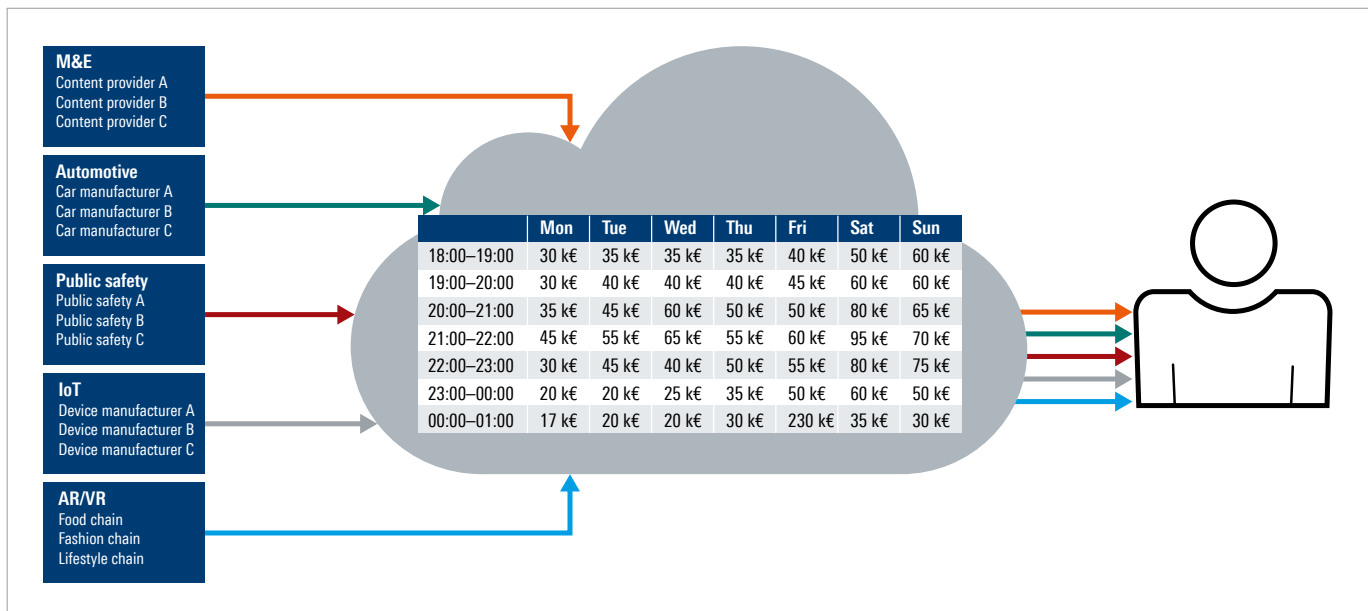 M&E
Content provider A
Content provider B
Content provider C
Automotive
Car manufacturer A
Car manufacturer B
Car manufacturer C
Public safety
Public safety A
Public safety B
Public safety C
IoT
Device manufacturer A
Device manufacturer B
Device manufacturer C
AR/VR
Food chain
Fashion chain
Lifestyle chain
Mon Tue Wed Thu Fri Sat Sun
18:00–19:00 30 k€ 35 k€ 35 k€ 35 k€ 40 k€ 50 k€ 60 k€
19:00–20:00 30 k€ 40 k€ 40 k€ 40 k€ 45 k€ 60 k€ 60 k€
20:00–21:00 35 k€ 45 k€ 60 k€ 50 k€ 50 k€ 80 k€ 65 k€
21:00–22:00 45 k€ 55 k€ 65 k€ 55 k€ 60 k€ 95 k€ 70 k€
22:00–23:00 30 k€ 45 k€ 40 k€ 50 k€ 55 k€ 80 k€ 75 k€
23:00–00:00 20 k€ 20 k€ 25 k€ 35 k€ 50 k€ 60 k€ 50 k€
00:00–01:00 17 k€ 20 k€ 20 k€ 30 k€ 230 k€ 35 k€ 30 k€